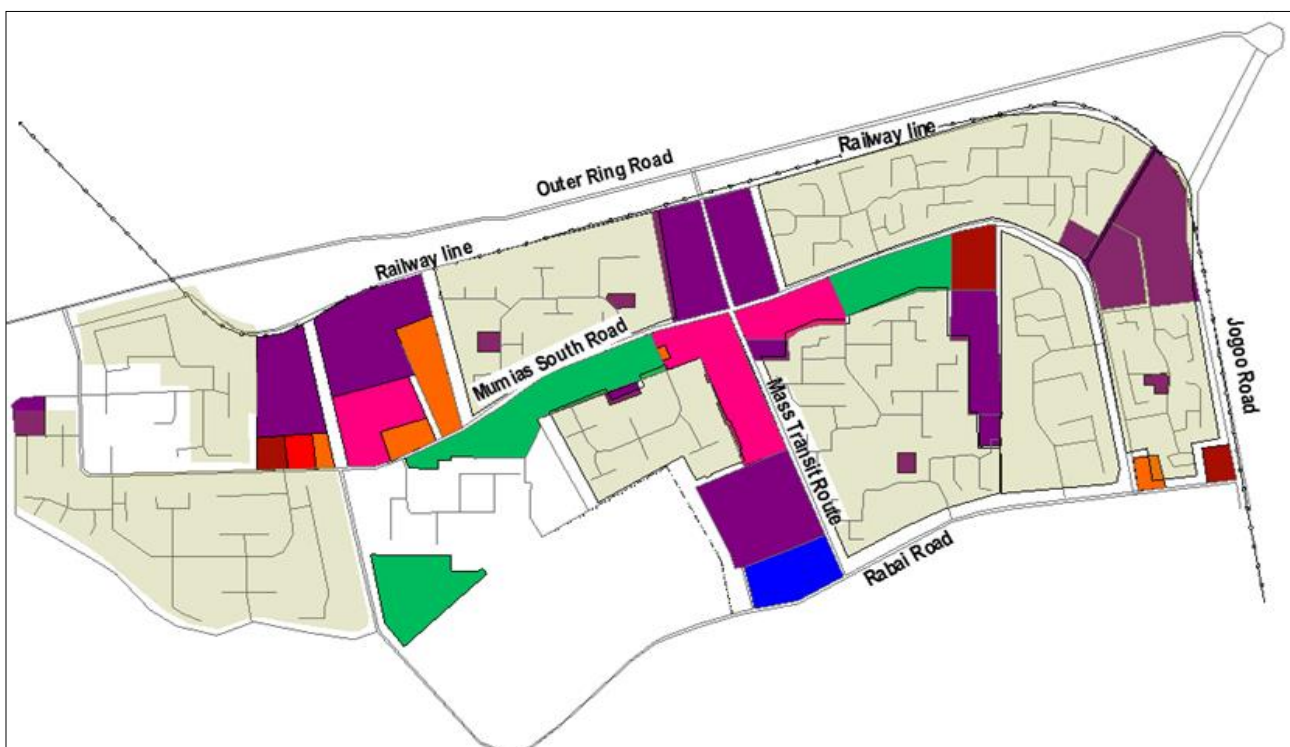 Railway line
Outer Ring Road
Railway line
Mumias South Road
Mass Transit Route
Jogoo Road
Rabai Road